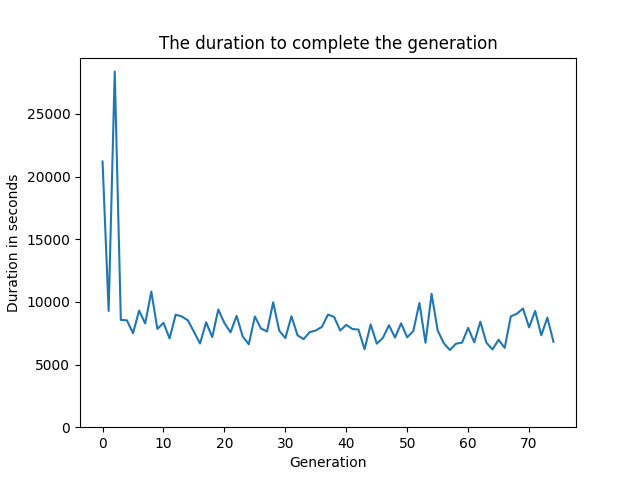 The duration to complete the generation
Duration in seconds
25000
20000
15000
10000
5000
0
0 10 20 30 40 50 60 70
Generation